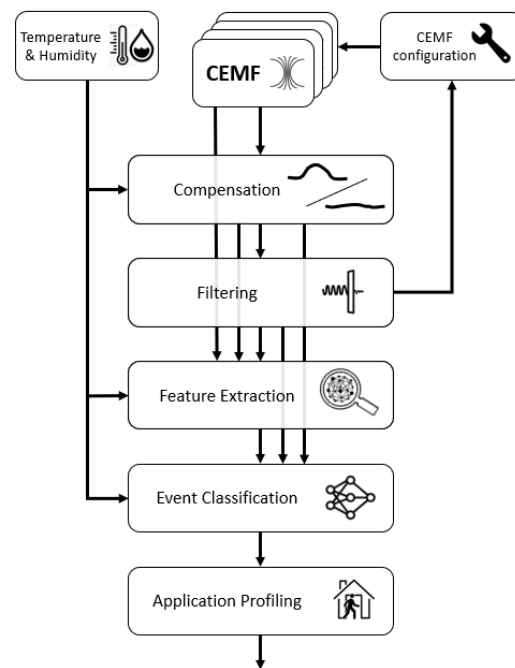 Temperature
& Humidity
CEMF
CEMF
configuration
Compensation
Filtering
Feature Extraction
Event Classification
Application Profiling